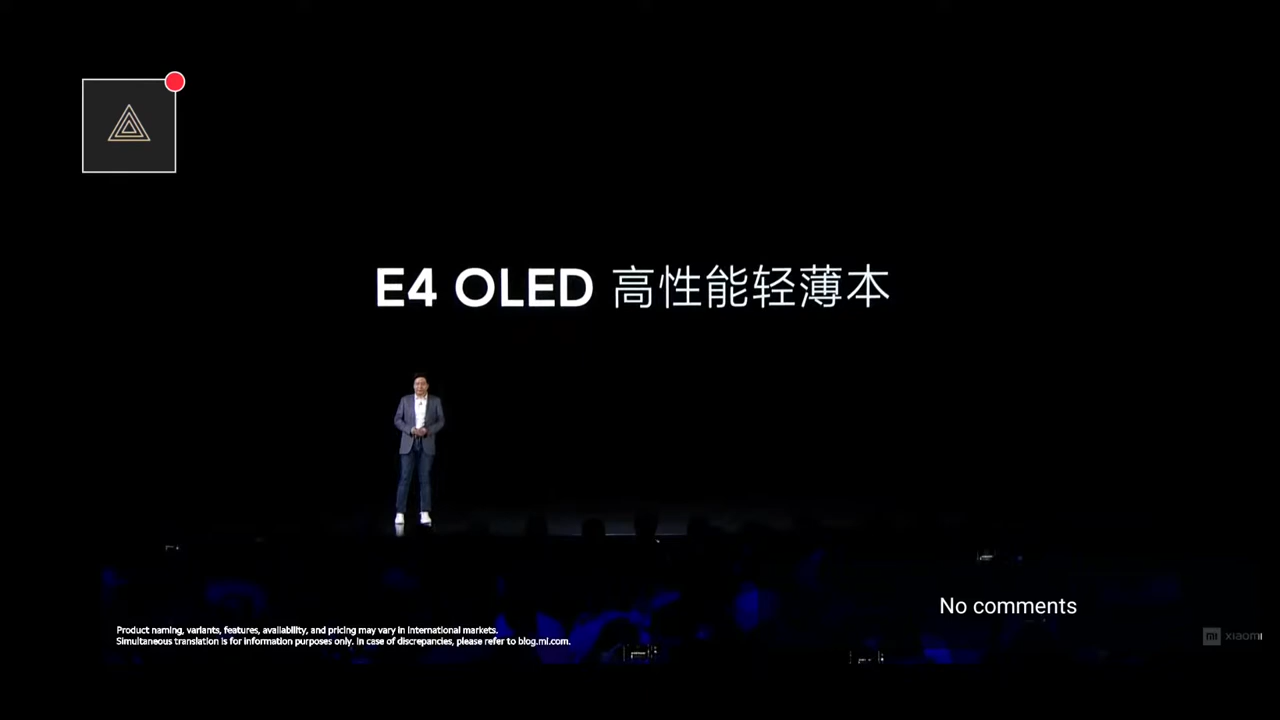 E4 OLED 高性能轻薄本
No comments
Product naming, variants, features, availability, and pricing may vary in international markets.
Simultaneous translation is for information purposes only. In case of discrepancies, please refer to blog.mi.com.
mi xiaomi